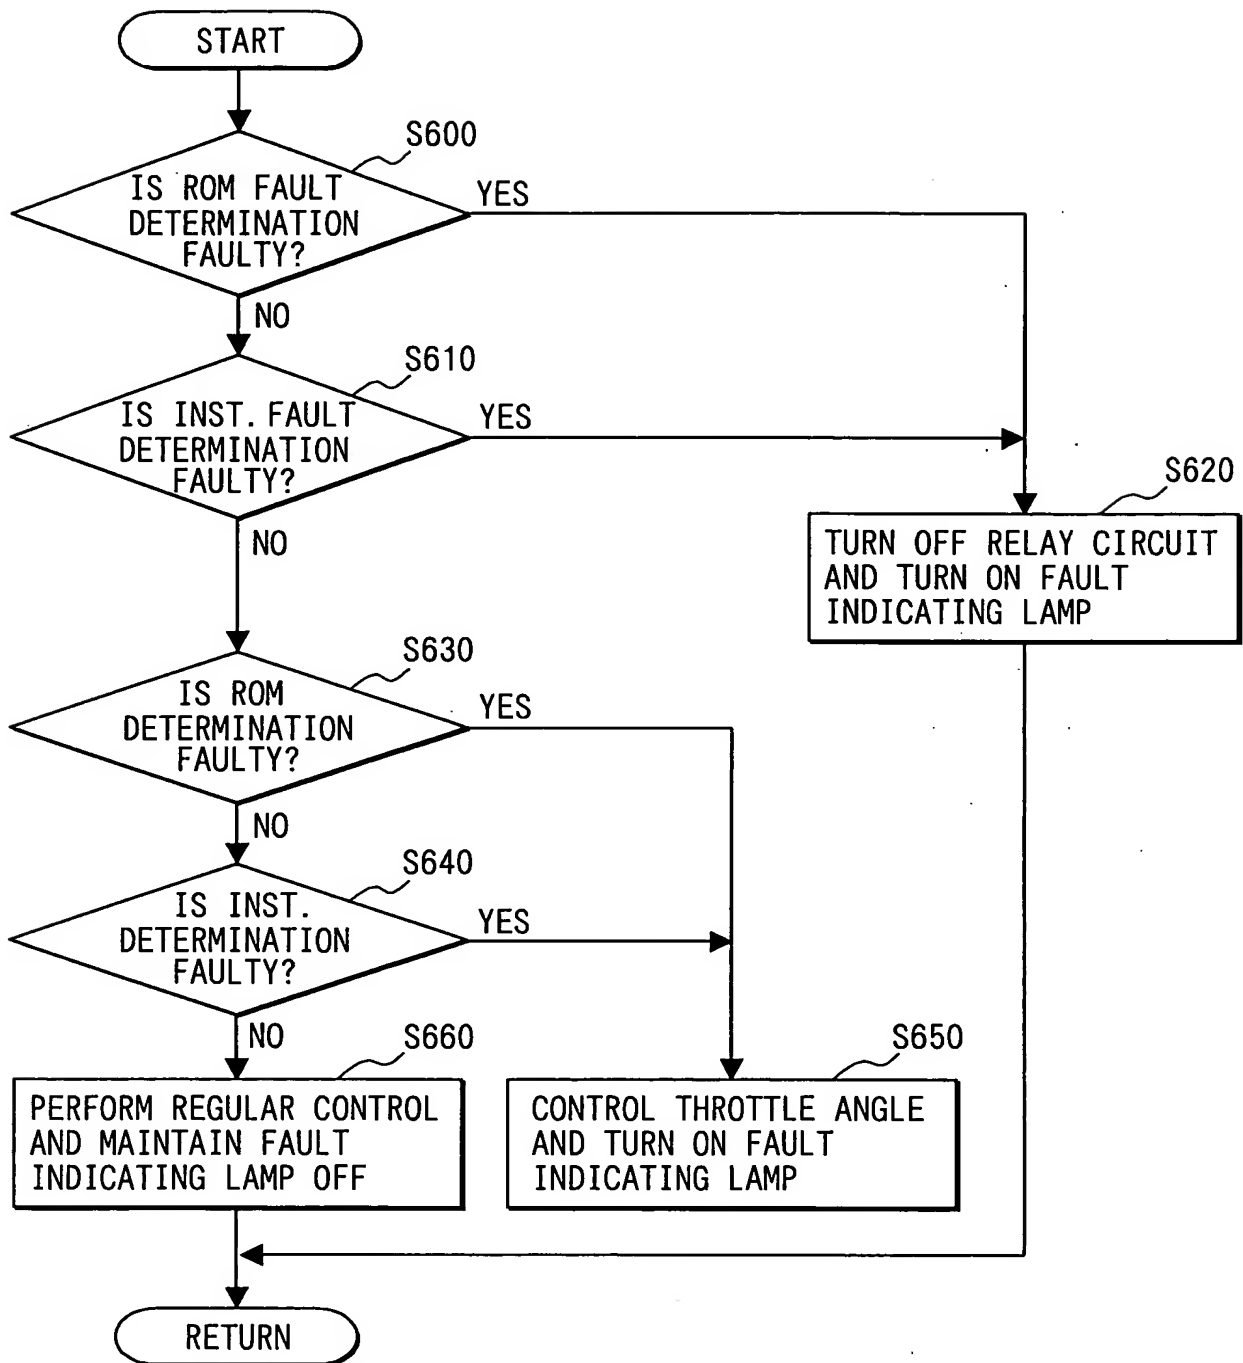 START
S600
IS ROM FAULT
DETERMINATION
FAULTY?
YES
NO
S610
IS INST. FAULT
DETERMINATION
FAULTY?
YES
NO
S620
TURN OFF RELAY CIRCUIT
AND TURN ON FAULT
INDICATING LAMP
S630
IS ROM
DETERMINATION
FAULTY?
YES
NO
S640
IS INST.
DETERMINATION
FAULTY?
YES
NO
S660
PERFORM REGULAR CONTROL
AND MAINTAIN FAULT
INDICATING LAMP OFF
S650
CONTROL THROTTLE ANGLE
AND TURN ON FAULT
INDICATING LAMP
RETURN